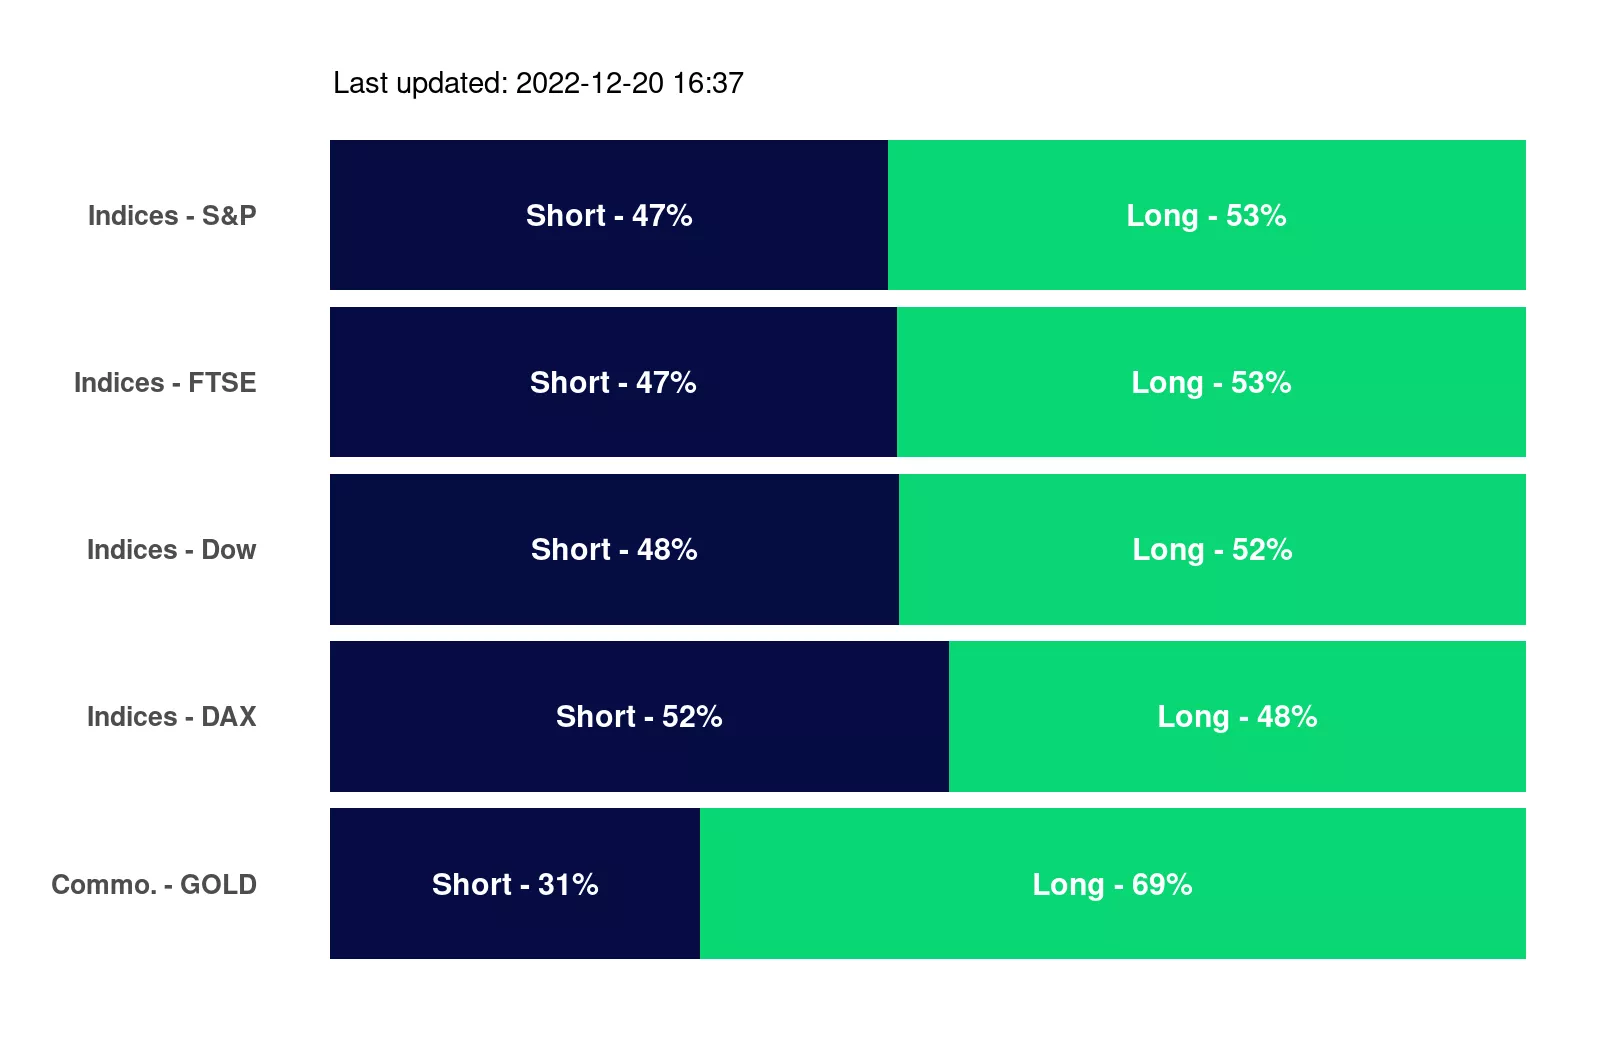 Last updated: 2022-12-20 16:37
Indices - S&P Short - 47% Long - 53%
Indices - FTSE Short - 47% Long - 53%
Indices - Dow Short - 48% Long - 52%
Indices - DAX Short - 52% Long - 48%
Commo. - GOLD Short - 31% Long - 69%